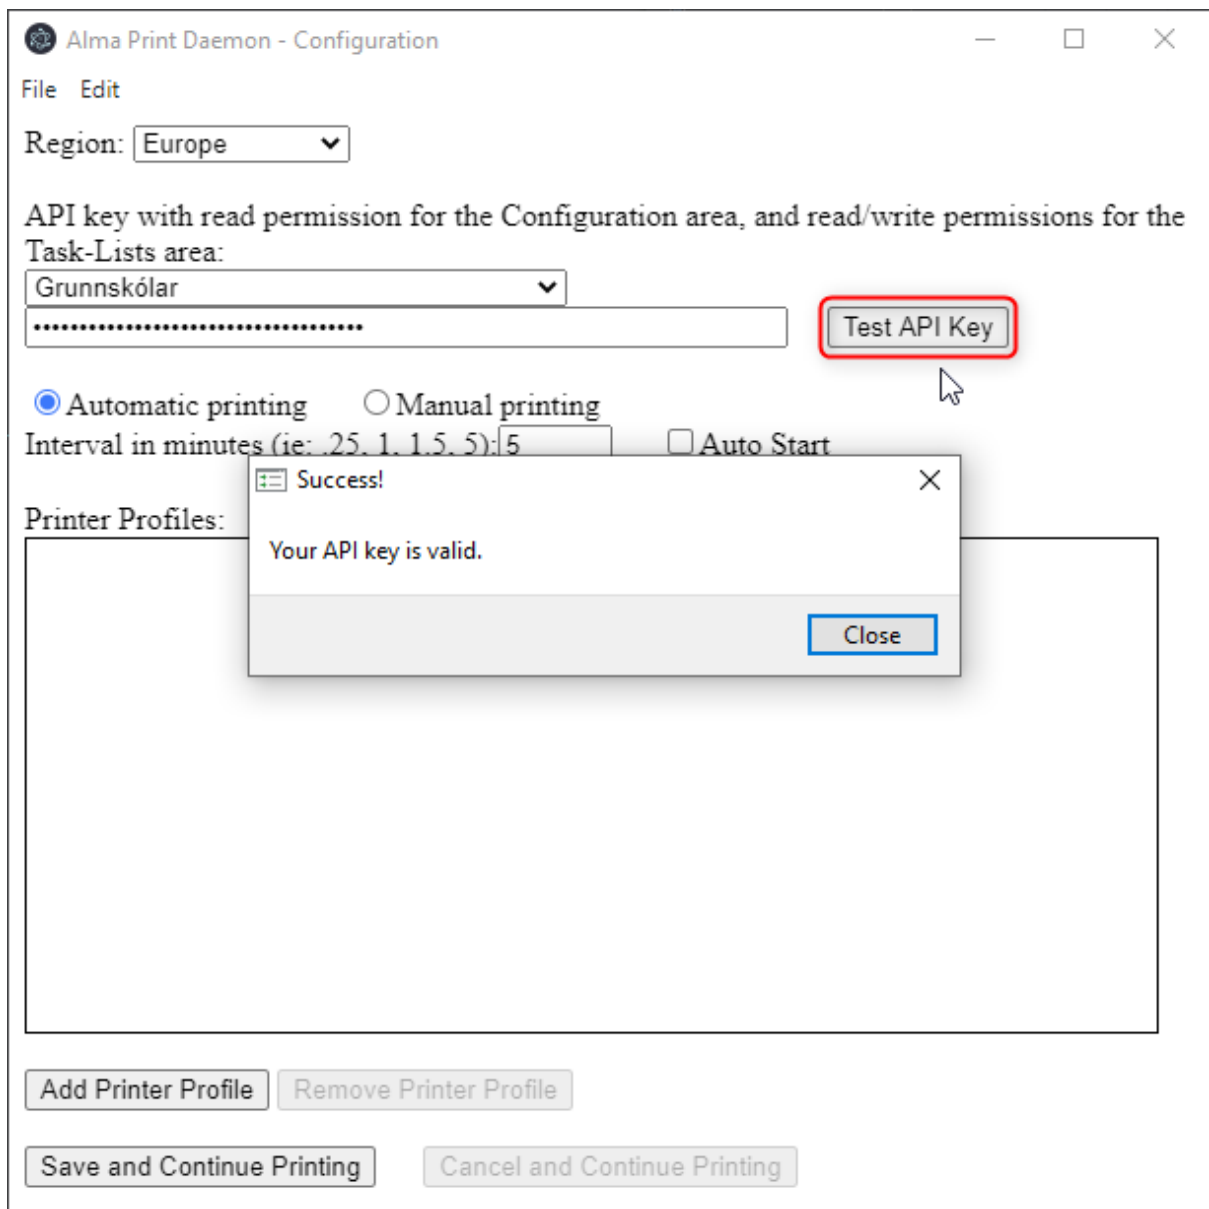 Alma Print Daemon - Configuration
File Edit
Region: Europe
API key with read permission for the Configuration area, and read/write permissions for the
Task-Lists area:
Grunnskólar
••••••••••••••••••••••••••••••••••••
Test API Key
Automatic printing Manual printing
Interval in minutes (ie: .25, 1, 1.5, 5): 5 Auto Start
Success!
Printer Profiles:
Your API key is valid.
Close
Add Printer Profile Remove Printer Profile
Save and Continue Printing Cancel and Continue Printing